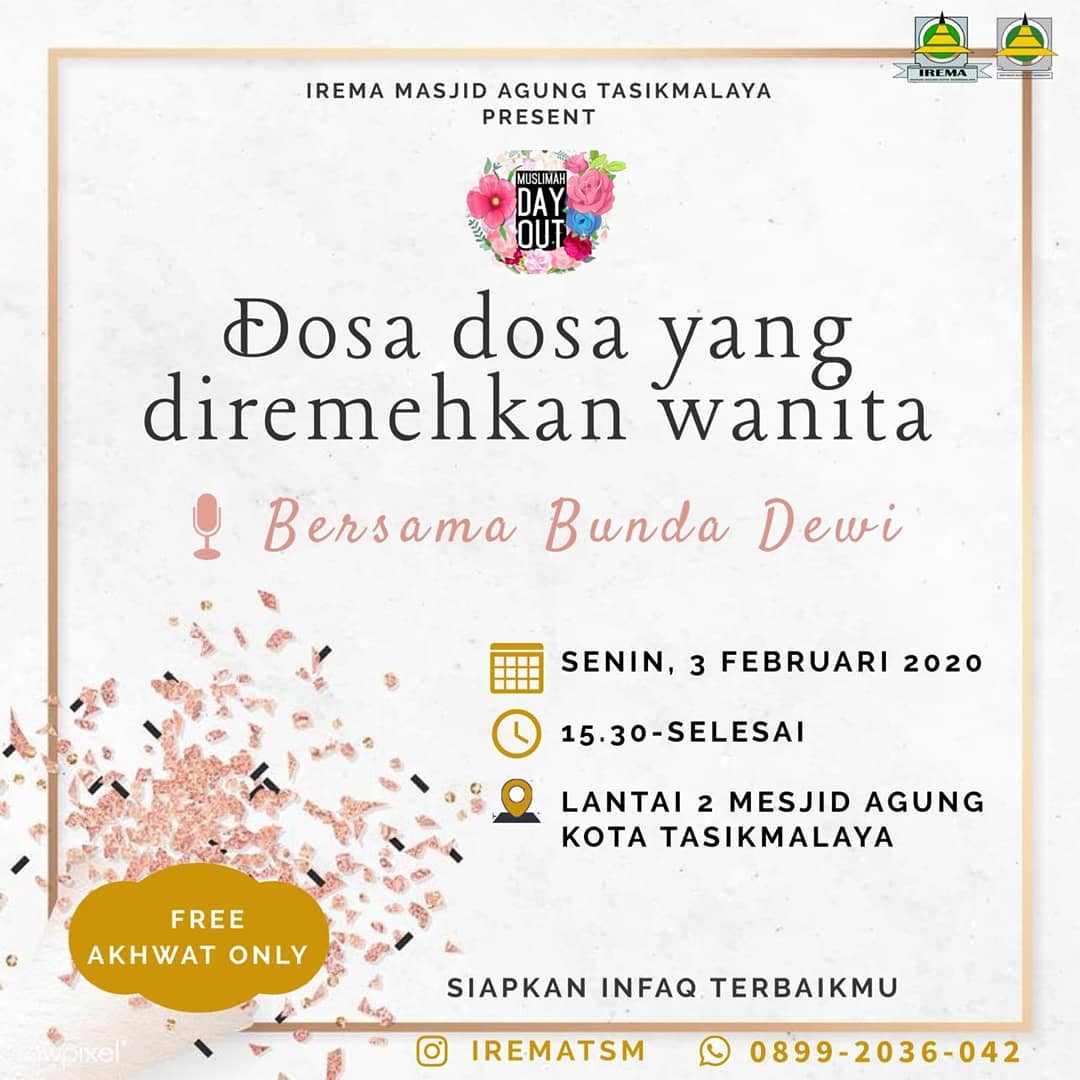 IREMA
IREMA MASJID AGUNG TASIKMALAYA
PRESENT
MUSLIMAH
DAY
OUT
Dosa dosa yang
diremehkan wanita
Bersama Bunda Dewi
SENIN, 3 FEBRUARI 2020
15.30-SELESAI
LANTAI 2 MESJID AGUNG
KOTA TASIKMALAYA
FREE
AKHWAT ONLY
SIAPKAN INFAQ TERBAIKMU
IREMATSM
0899-2036-042